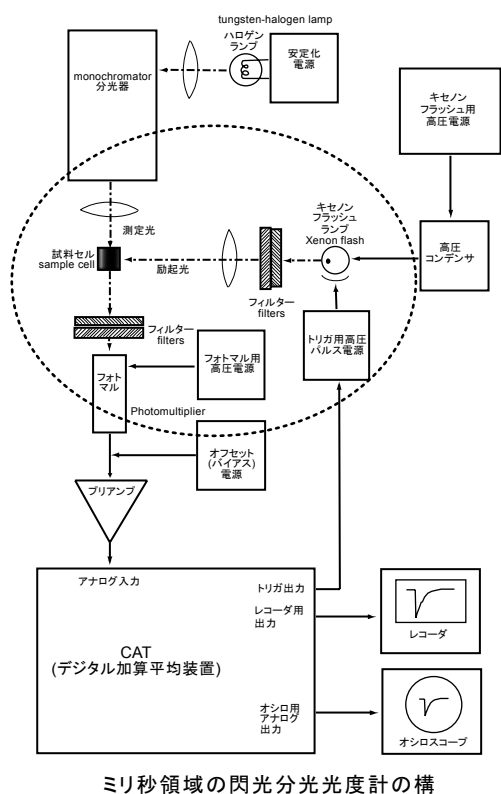 tungsten-halogen lamp
ハロゲン
ランプ
安定化
電源
monochromator
分光器
キセノン
フラッシュ用
高圧電源
測定光
キセノン
フラッシュ
ランプ
Xenon flash
高圧
コンデンサ
試料セル
sample cell
励起光
フィルター
filters
フィルター
filters
トリガ用高圧
パルス電源
フォトマル用
高圧電源
フォト
マル
Photomultiplier
オフセット
(バイアス)
電源
プリアンプ
アナログ入力
トリガ出力
レコーダ用
出力
レコーダ
CAT
(デジタル加算平均装置)
オシロ用
アナログ
出力
オシロスコープ
ミリ秒領域の閃光分光光度計の構